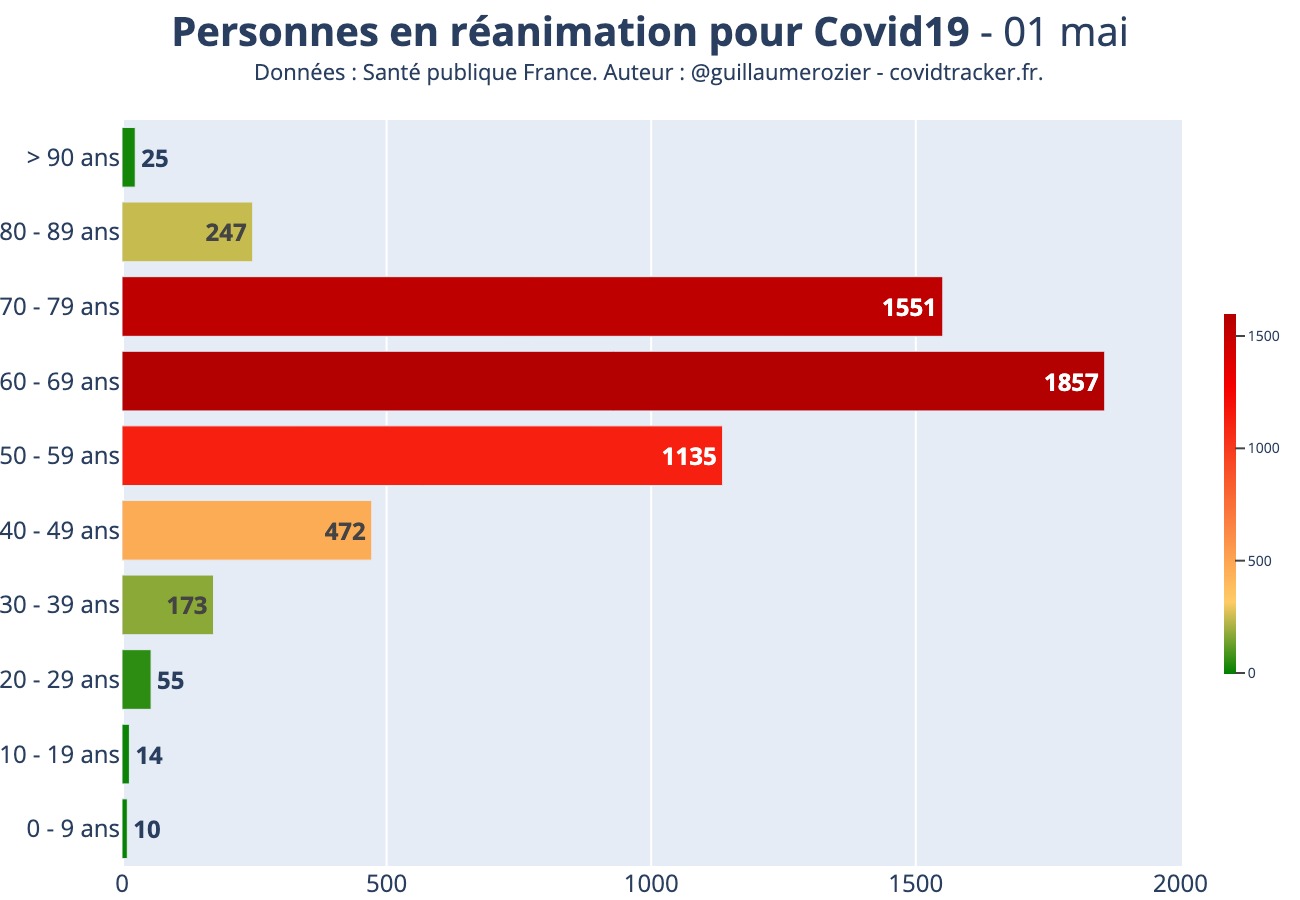 Personnes en réanimation pour Covid19 - 01 mai
Données : Santé publique France. Auteur : @guillaumerozier - covidtracker.fr.
> 90 ans 25
80 - 89 ans 247
70 - 79 ans 1551
60 - 69 ans 1857
50 - 59 ans 1135
40 - 49 ans 472
30 - 39 ans 173
20 - 29 ans 55
10 - 19 ans 14
0 - 9 ans 10
0 500 1000 1500 2000
1500
1000
500
0